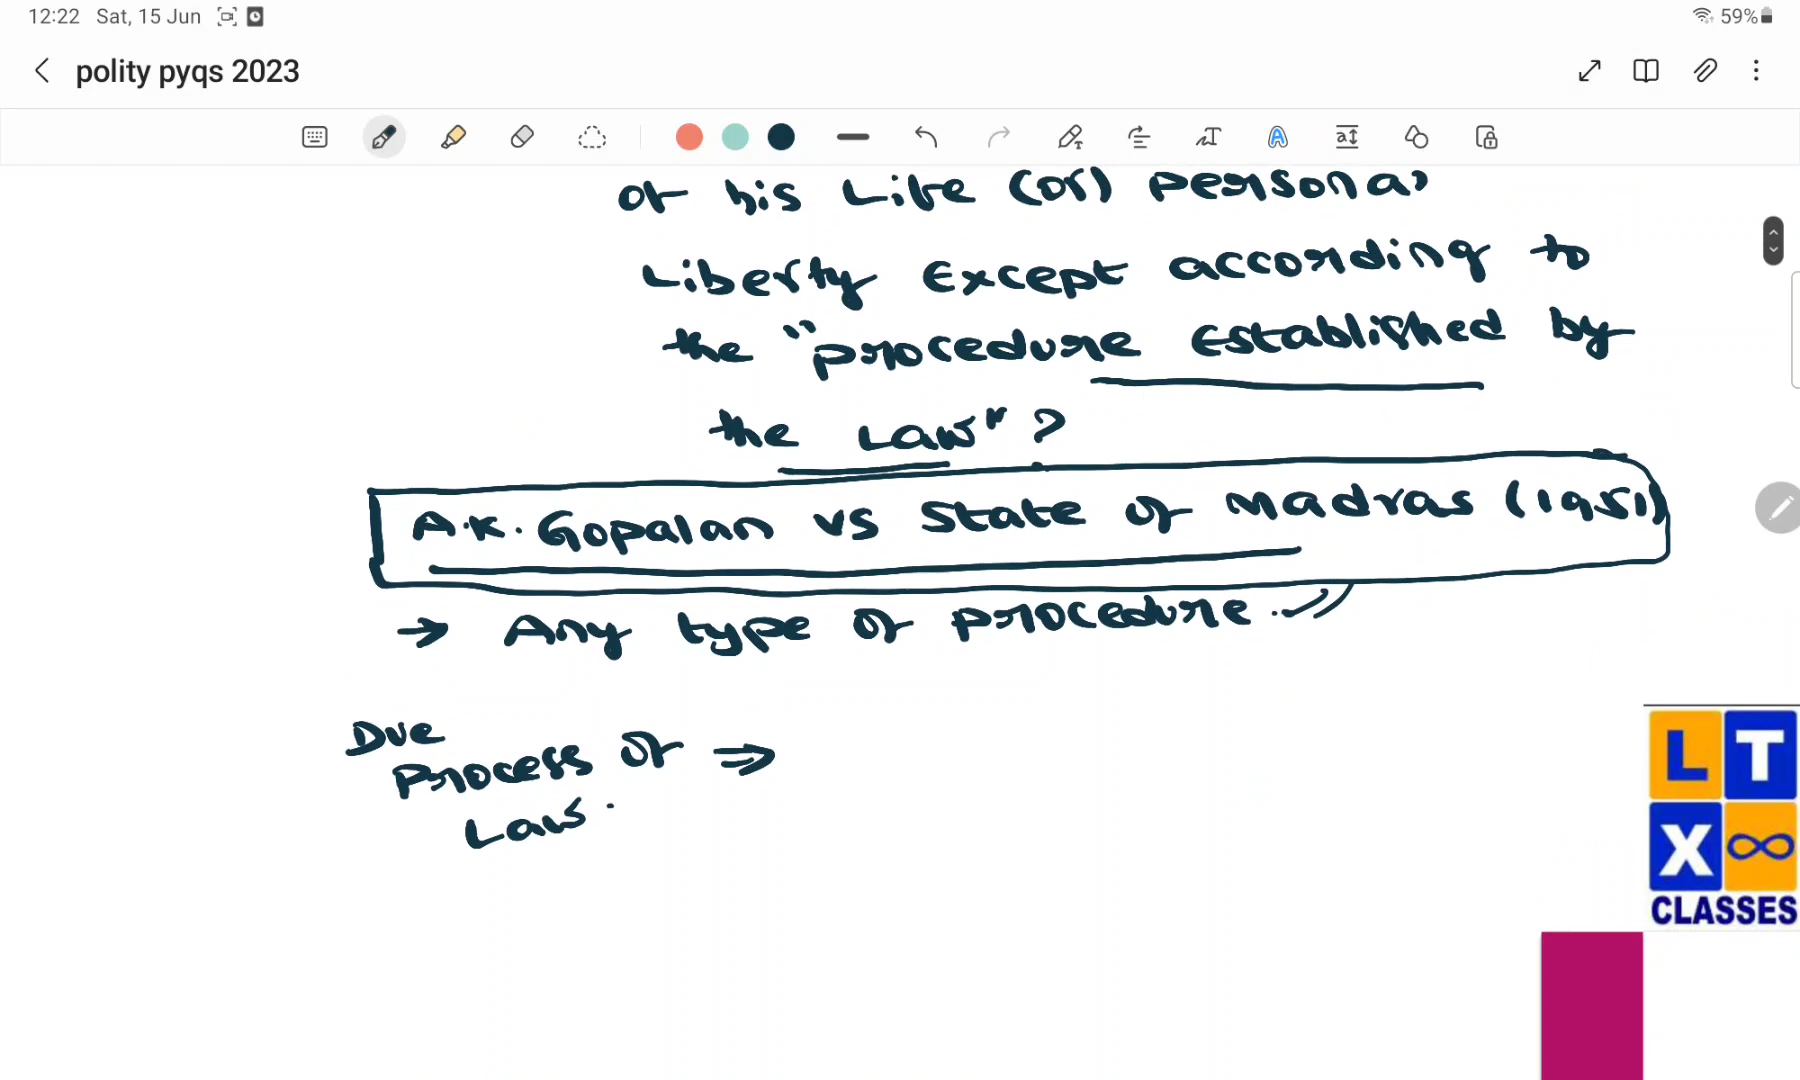 12:22 Sat, 15 Jun
59%
polity pyqs 2023
of his Life (or) personal
Liberty Except according to
the "procedure Established by
the Law" ?
A.K. Gopalan vs State of Madras (1951)
→ Any type of procedure.
Due
Process of ⇒
Law.
L T
X ∞
CLASSES